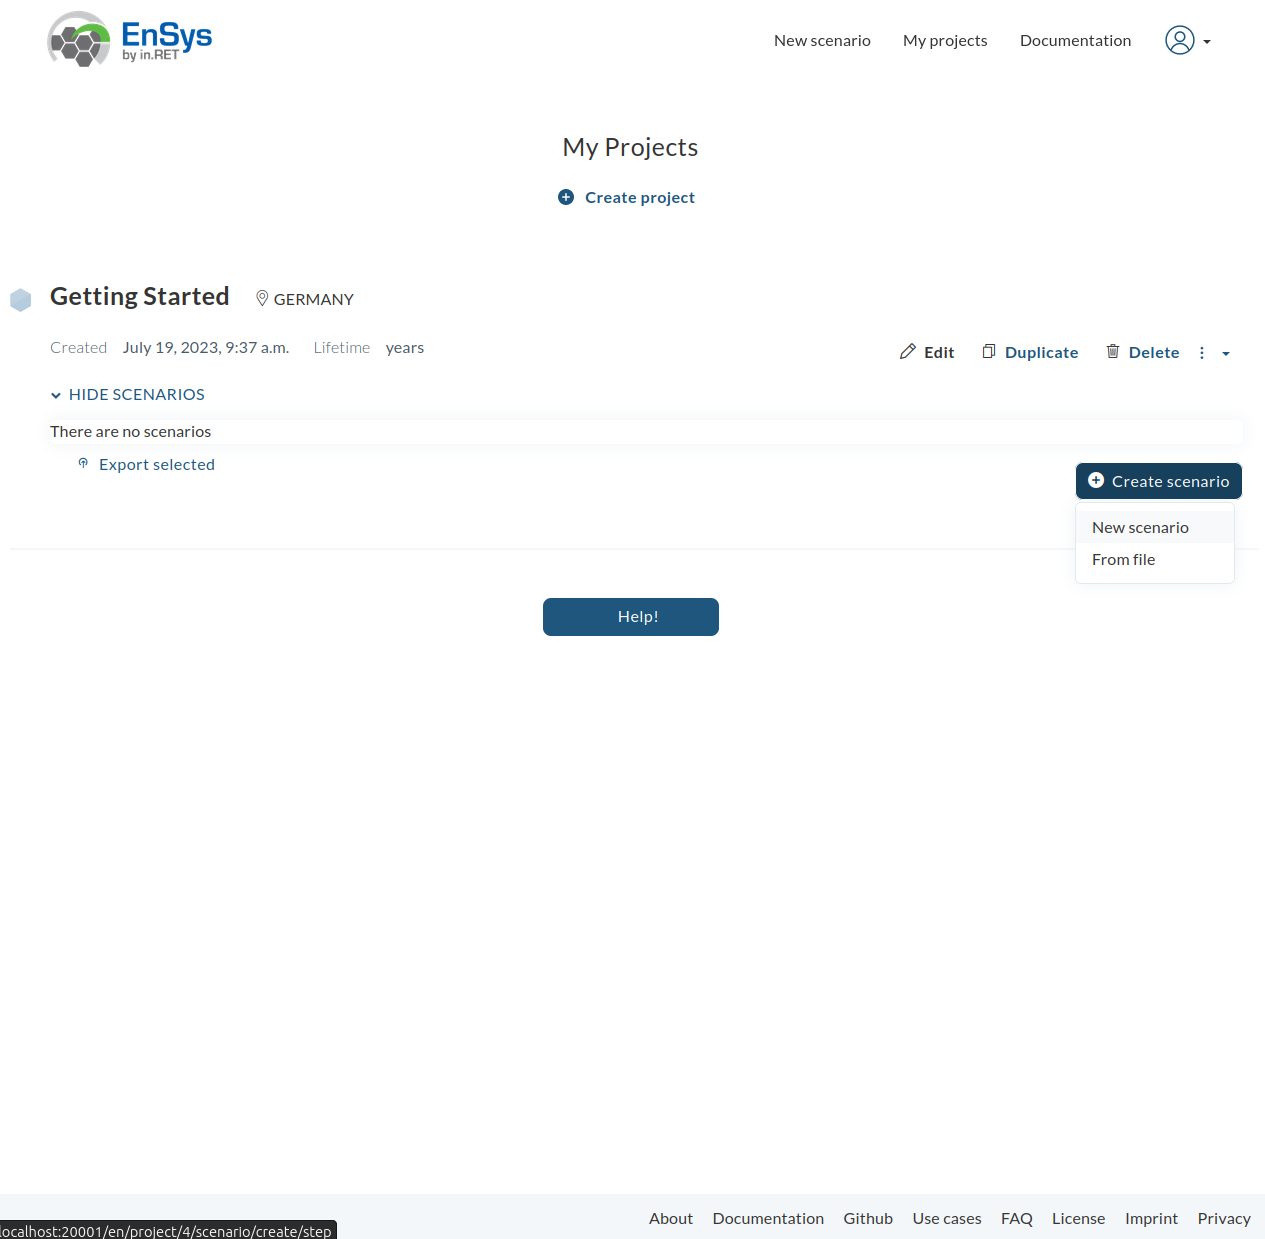 EnSys
by in.RET
New scenario My projects Documentation
My Projects
Create project
Getting Started GERMANY
Created July 19, 2023, 9:37 a.m. Lifetime years
Edit Duplicate Delete
HIDE SCENARIOS
There are no scenarios
Export selected
Create scenario
New scenario
From file
Help!
About Documentation Github Use cases FAQ License Imprint Privacy
localhost:20001/en/project/4/scenario/create/step